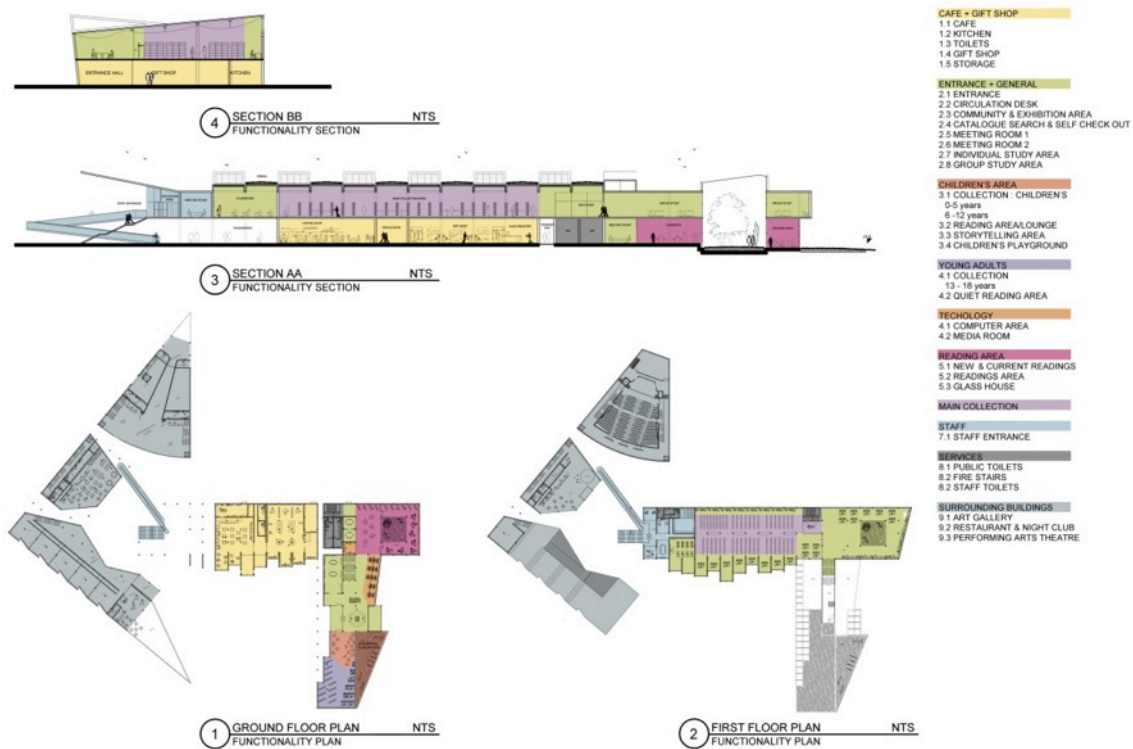 ENTRANCE HALL
GIFT SHOP
KITCHEN
4 SECTION BB NTS
FUNCTIONALITY SECTION
3 SECTION AA NTS
FUNCTIONALITY SECTION
1 GROUND FLOOR PLAN NTS
FUNCTIONALITY PLAN
2 FIRST FLOOR PLAN NTS
FUNCTIONALITY PLAN
CAFE + GIFT SHOP
1.1 CAFE
1.2 KITCHEN
1.3 TOILETS
1.4 GIFT SHOP
1.5 STORAGE
ENTRANCE + GENERAL
2.1 ENTRANCE
2.2 CIRCULATION DESK
2.3 COMMUNITY & EXHIBITION AREA
2.4 CATALOGUE SEARCH & SELF CHECK OUT
2.5 MEETING ROOM 1
2.6 MEETING ROOM 2
2.7 INDIVIDUAL STUDY AREA
2.8 GROUP STUDY AREA
CHILDREN'S AREA
3.1 COLLECTION : CHILDREN'S
0-5 years
6 -12 years
3.2 READING AREA/LOUNGE
3.3 STORYTELLING AREA
3.4 CHILDREN'S PLAYGROUND
YOUNG ADULTS
4.1 COLLECTION
13 - 18 years
4.2 QUIET READING AREA
TECHOLOGY
4.1 COMPUTER AREA
4.2 MEDIA ROOM
READING AREA
5.1 NEW & CURRENT READINGS
5.2 READINGS AREA
5.3 GLASS HOUSE
MAIN COLLECTION
STAFF
7.1 STAFF ENTRANCE
SERVICES
8.1 PUBLIC TOILETS
8.2 FIRE STAIRS
8.2 STAFF TOILETS
SURROUNDING BUILDINGS
9.1 ART GALLERY
9.2 RESTAURANT & NIGHT CLUB
9.3 PERFORMING ARTS THEATRE